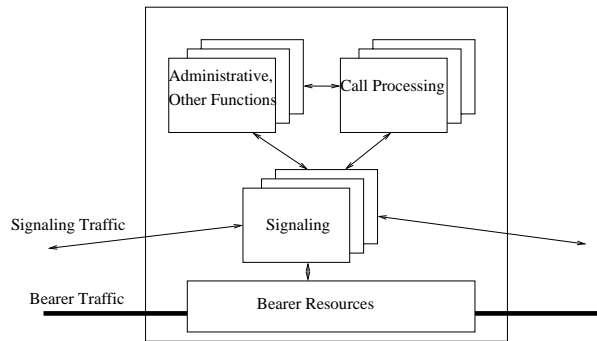 Administrative,
Other Functions
Call Processing
Signaling Traffic
Signaling
Bearer Traffic
Bearer Resources